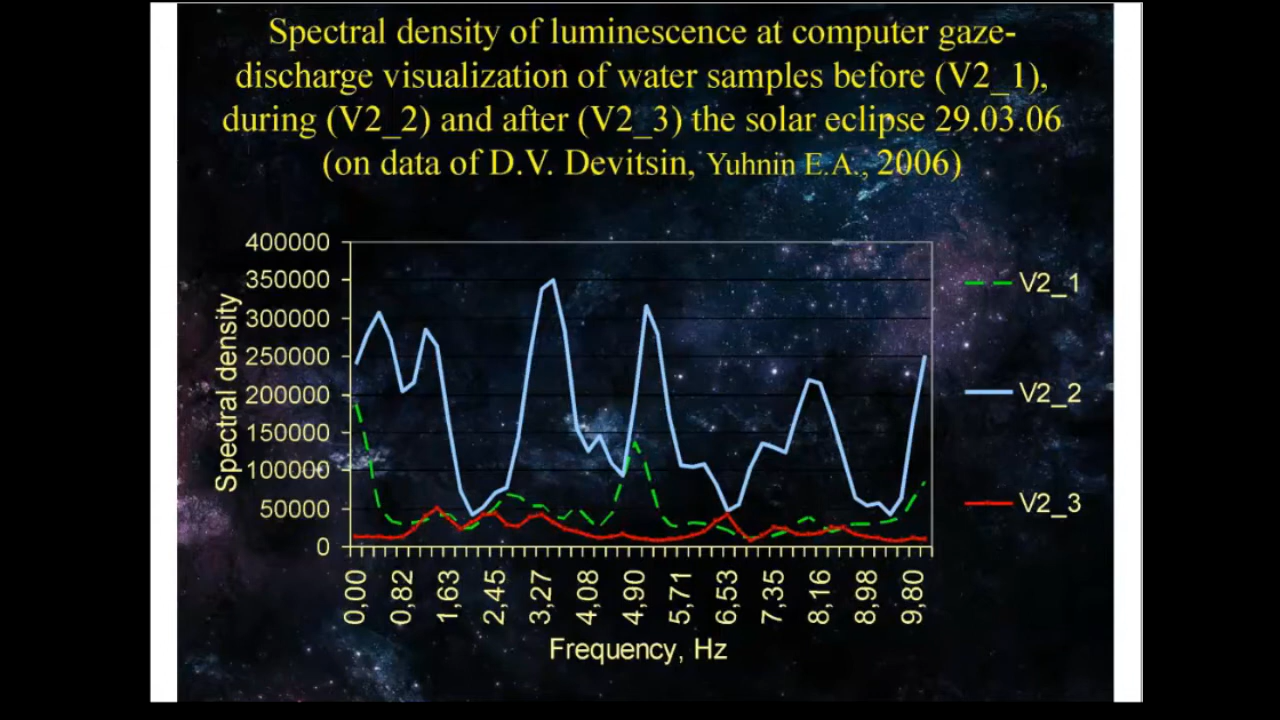 Spectral density of luminescence at computer gaze-
discharge visualization of water samples before (V2_1),
during (V2_2) and after (V2_3) the solar eclipse 29.03.06
(on data of D.V. Devitsin, Yuhnin E.A., 2006)
Spectral density
400000
350000
300000
250000
200000
150000
100000
50000
0
0,00
0,82
1,63
2,45
3,27
4,08
4,90
5,71
6,53
7,35
8,16
8,98
9,80
Frequency, Hz
V2_1
V2_2
V2_3